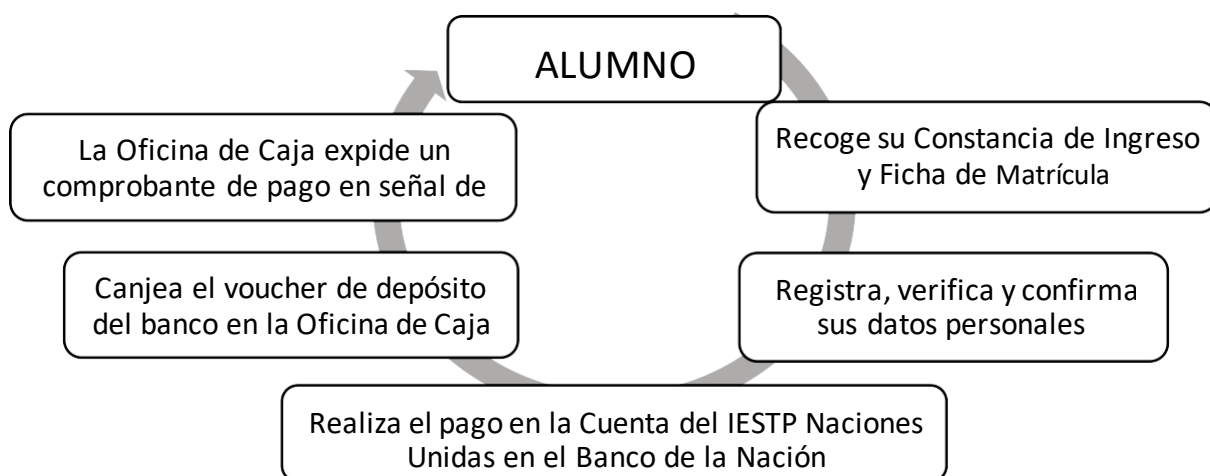 ALUMNO
Recoge su Constancia de Ingreso
y Ficha de Matrícula
Registra, verifica y confirma
sus datos personales
Realiza el pago en la Cuenta del IESTP Naciones
Unidas en el Banco de la Nación
Canjea el voucher de depósito
del banco en la Oficina de Caja
La Oficina de Caja expide un
comprobante de pago en señal de